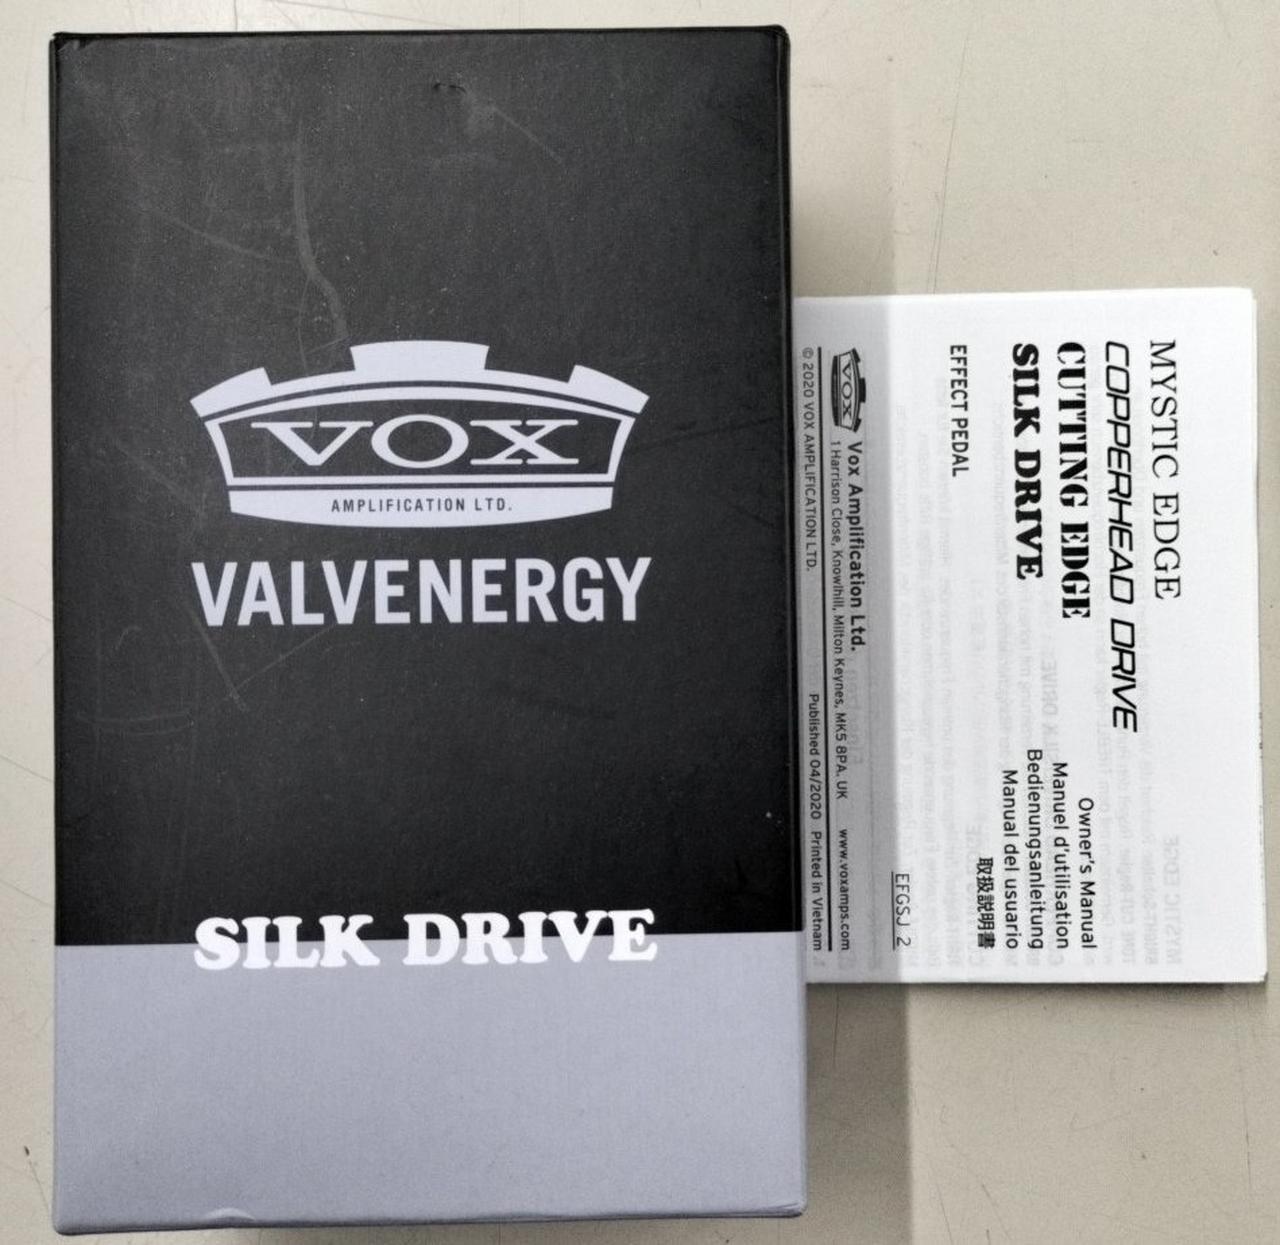 VOX
AMPLIFICATION LTD.
VALVENERGY
SILK DRIVE
MYSTIC EDGE
COPPERHEAD DRIVE
CUTTING EDGE
SILK DRIVE
EFFECT PEDAL
Owner's Manual
Manuel d'utilisation
Bedienungsanleitung
Manual del usuario
取扱説明書
EFGSJ 2
VOX
Vox Amplification Ltd.
1 Harrison Close, Knowlhill, Milton Keynes, MK5 8PA. UK www.voxamps.com
© 2020 VOX AMPLIFICATION LTD. Published 04/2020 Printed in Vietnam